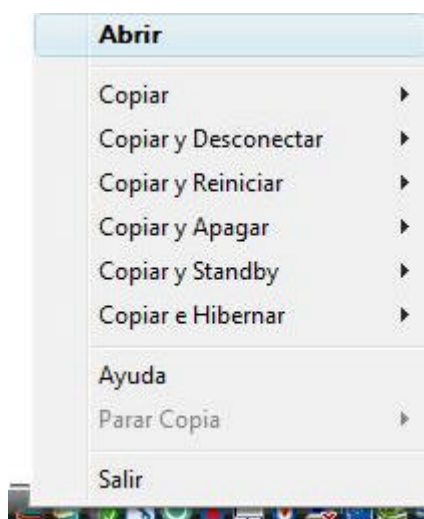 Abrir
Copiar
Copiar y Desconectar
Copiar y Reiniciar
Copiar y Apagar
Copiar y Standby
Copiar e Hibernar
Ayuda
Parar Copia
Salir